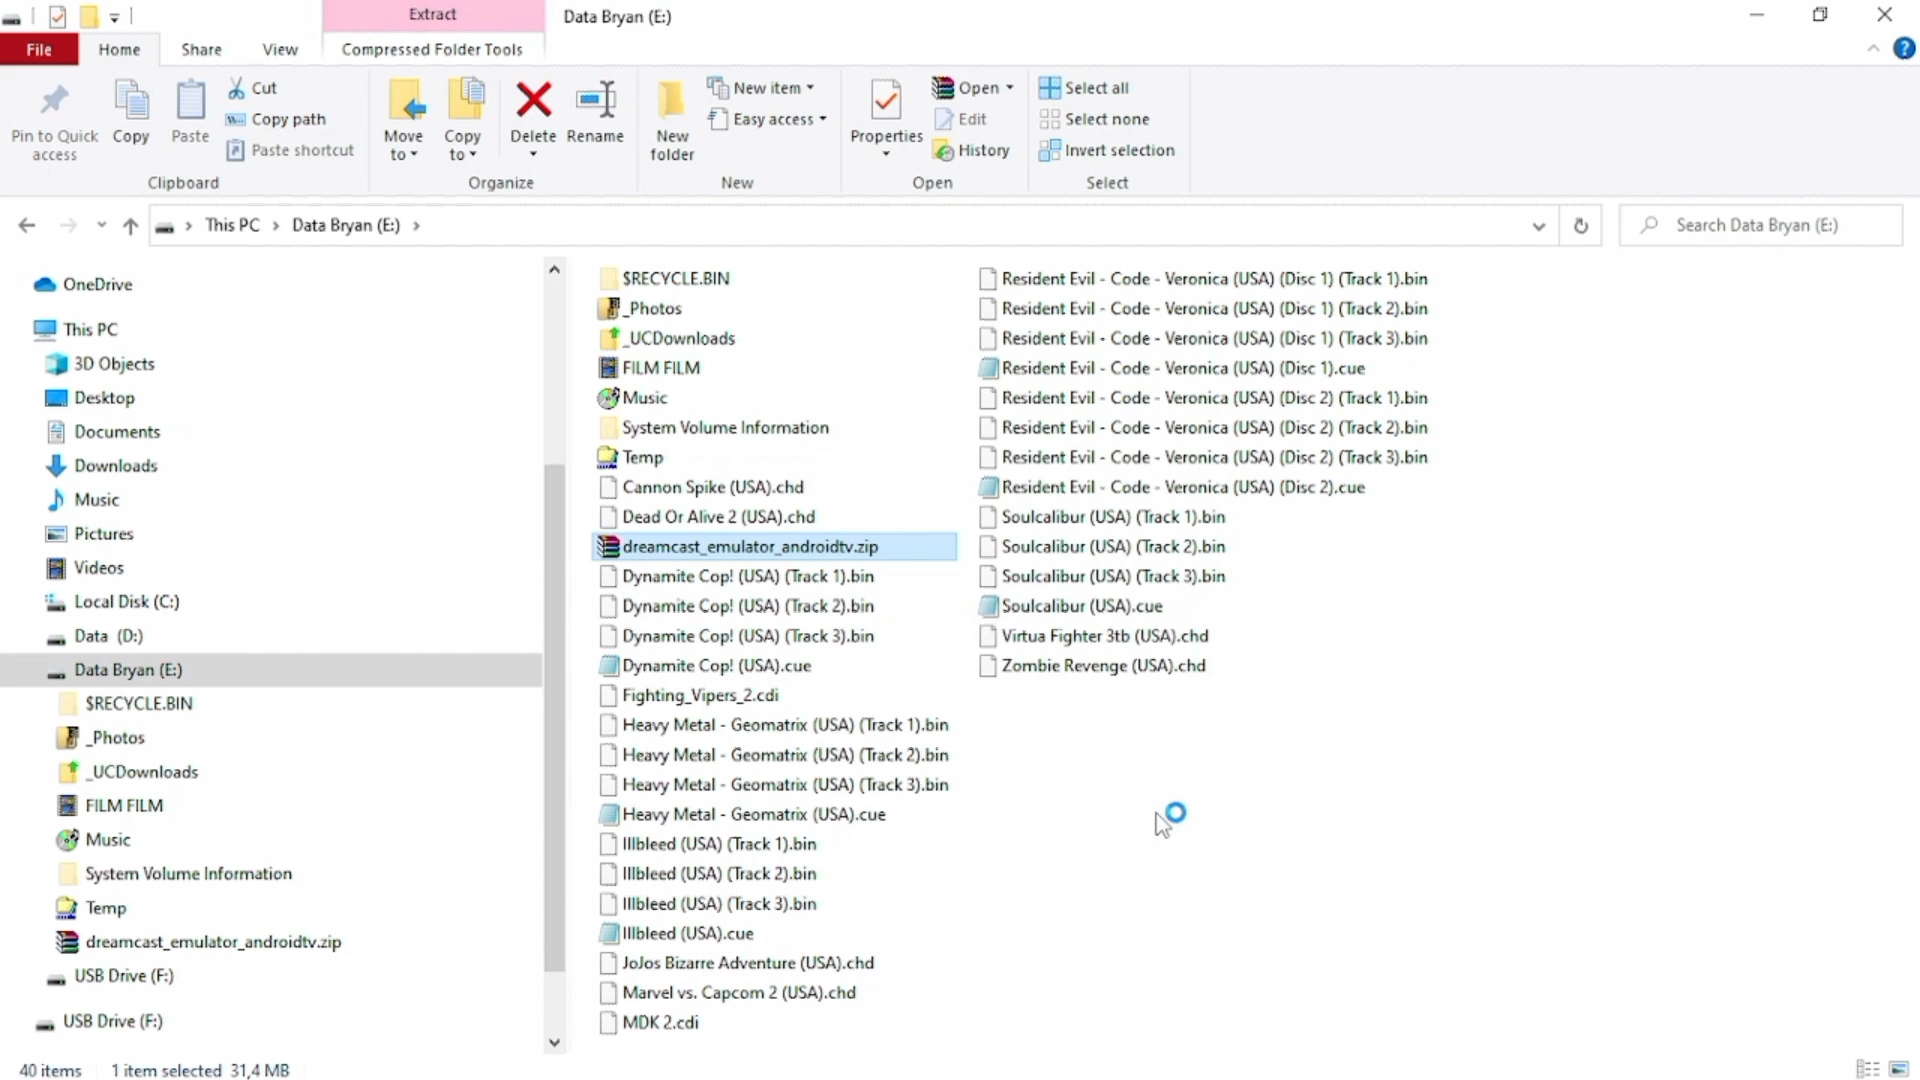 Extract
Data Bryan (E:)
File
Home
Share
View
Compressed Folder Tools
Pin to Quick access
Copy
Paste
Cut
Copy path
Paste shortcut
Clipboard
Move to
Copy to
Delete
Rename
Organize
New folder
New item
Easy access
New
Properties
Open
Edit
History
Open
Select all
Select none
Invert selection
Select
This PC > Data Bryan (E:) >
Search Data Bryan (E:)
OneDrive
This PC
3D Objects
Desktop
Documents
Downloads
Music
Pictures
Videos
Local Disk (C:)
Data (D:)
Data Bryan (E:)
$RECYCLE.BIN
_Photos
_UCDownloads
FILM FILM
Music
System Volume Information
Temp
dreamcast_emulator_androidtv.zip
USB Drive (F:)
USB Drive (F:)
$RECYCLE.BIN
_Photos
_UCDownloads
FILM FILM
Music
System Volume Information
Temp
Cannon Spike (USA).chd
Dead Or Alive 2 (USA).chd
dreamcast_emulator_androidtv.zip
Dynamite Cop! (USA) (Track 1).bin
Dynamite Cop! (USA) (Track 2).bin
Dynamite Cop! (USA) (Track 3).bin
Dynamite Cop! (USA).cue
Fighting_Vipers_2.cdi
Heavy Metal - Geomatrix (USA) (Track 1).bin
Heavy Metal - Geomatrix (USA) (Track 2).bin
Heavy Metal - Geomatrix (USA) (Track 3).bin
Heavy Metal - Geomatrix (USA).cue
Illbleed (USA) (Track 1).bin
Illbleed (USA) (Track 2).bin
Illbleed (USA) (Track 3).bin
Illbleed (USA).cue
JoJos Bizarre Adventure (USA).chd
Marvel vs. Capcom 2 (USA).chd
MDK 2.cdi
Resident Evil - Code - Veronica (USA) (Disc 1) (Track 1).bin
Resident Evil - Code - Veronica (USA) (Disc 1) (Track 2).bin
Resident Evil - Code - Veronica (USA) (Disc 1) (Track 3).bin
Resident Evil - Code - Veronica (USA) (Disc 1).cue
Resident Evil - Code - Veronica (USA) (Disc 2) (Track 1).bin
Resident Evil - Code - Veronica (USA) (Disc 2) (Track 2).bin
Resident Evil - Code - Veronica (USA) (Disc 2) (Track 3).bin
Resident Evil - Code - Veronica (USA) (Disc 2).cue
Soulcalibur (USA) (Track 1).bin
Soulcalibur (USA) (Track 2).bin
Soulcalibur (USA) (Track 3).bin
Soulcalibur (USA).cue
Virtua Fighter 3tb (USA).chd
Zombie Revenge (USA).chd
40 items
1 item selected 31,4 MB